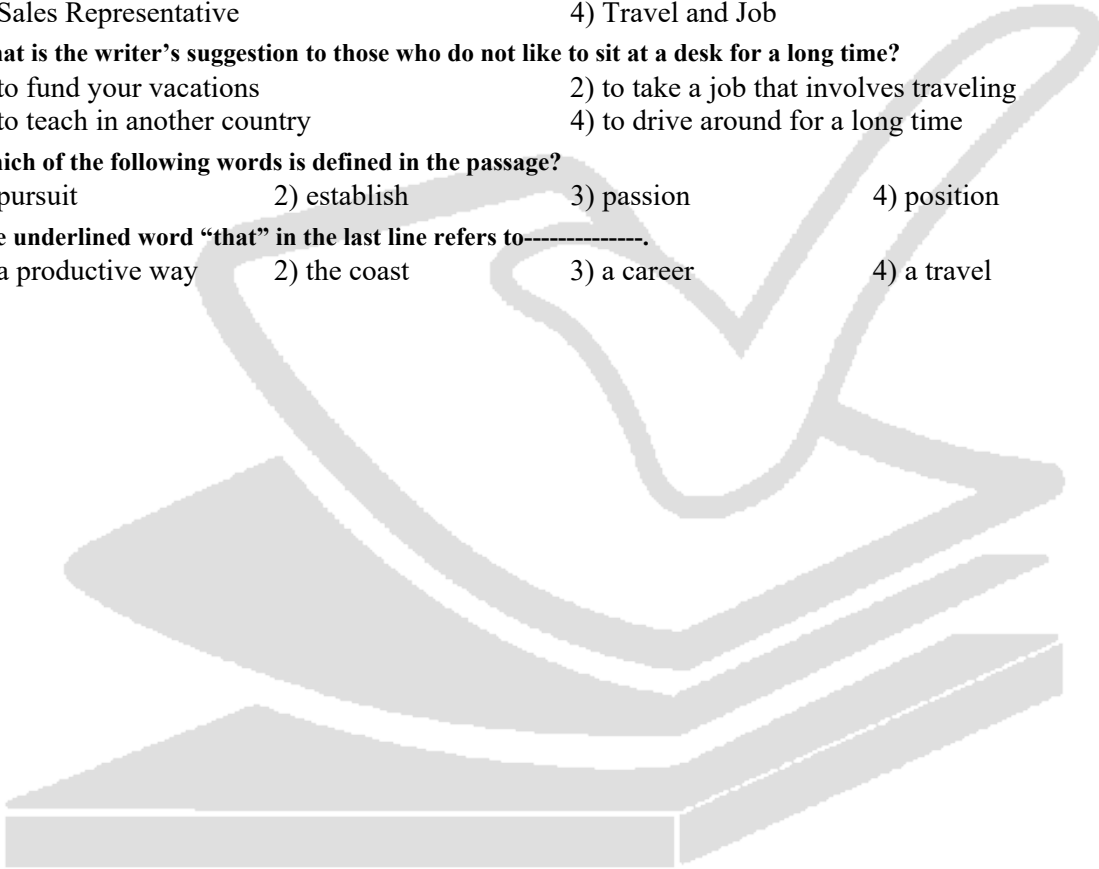 Sales Representative 4) Travel and Job
hat is the writer’s suggestion to those who do not like to sit at a desk for a long time?
to fund your vacations 2) to take a job that involves traveling
to teach in another country 4) to drive around for a long time
hich of the following words is defined in the passage?
pursuit 2) establish 3) passion 4) position
e underlined word “that” in the last line refers to--------------.
a productive way 2) the coast 3) a career 4) a travel